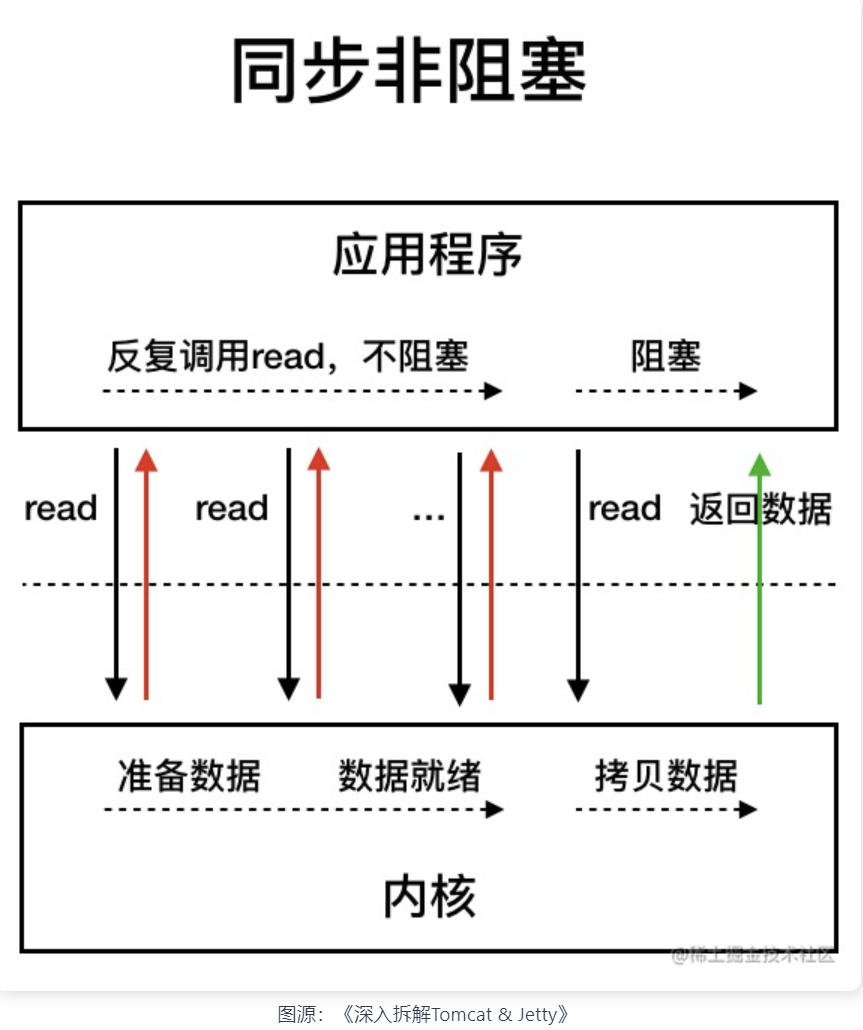 同步非阻塞
应用程序
反复调用read，不阻塞 阻塞
read read ... read 返回数据
准备数据 数据就绪 拷贝数据
内核
@稀土掘金技术社区
图源：《深入拆解Tomcat & Jetty》